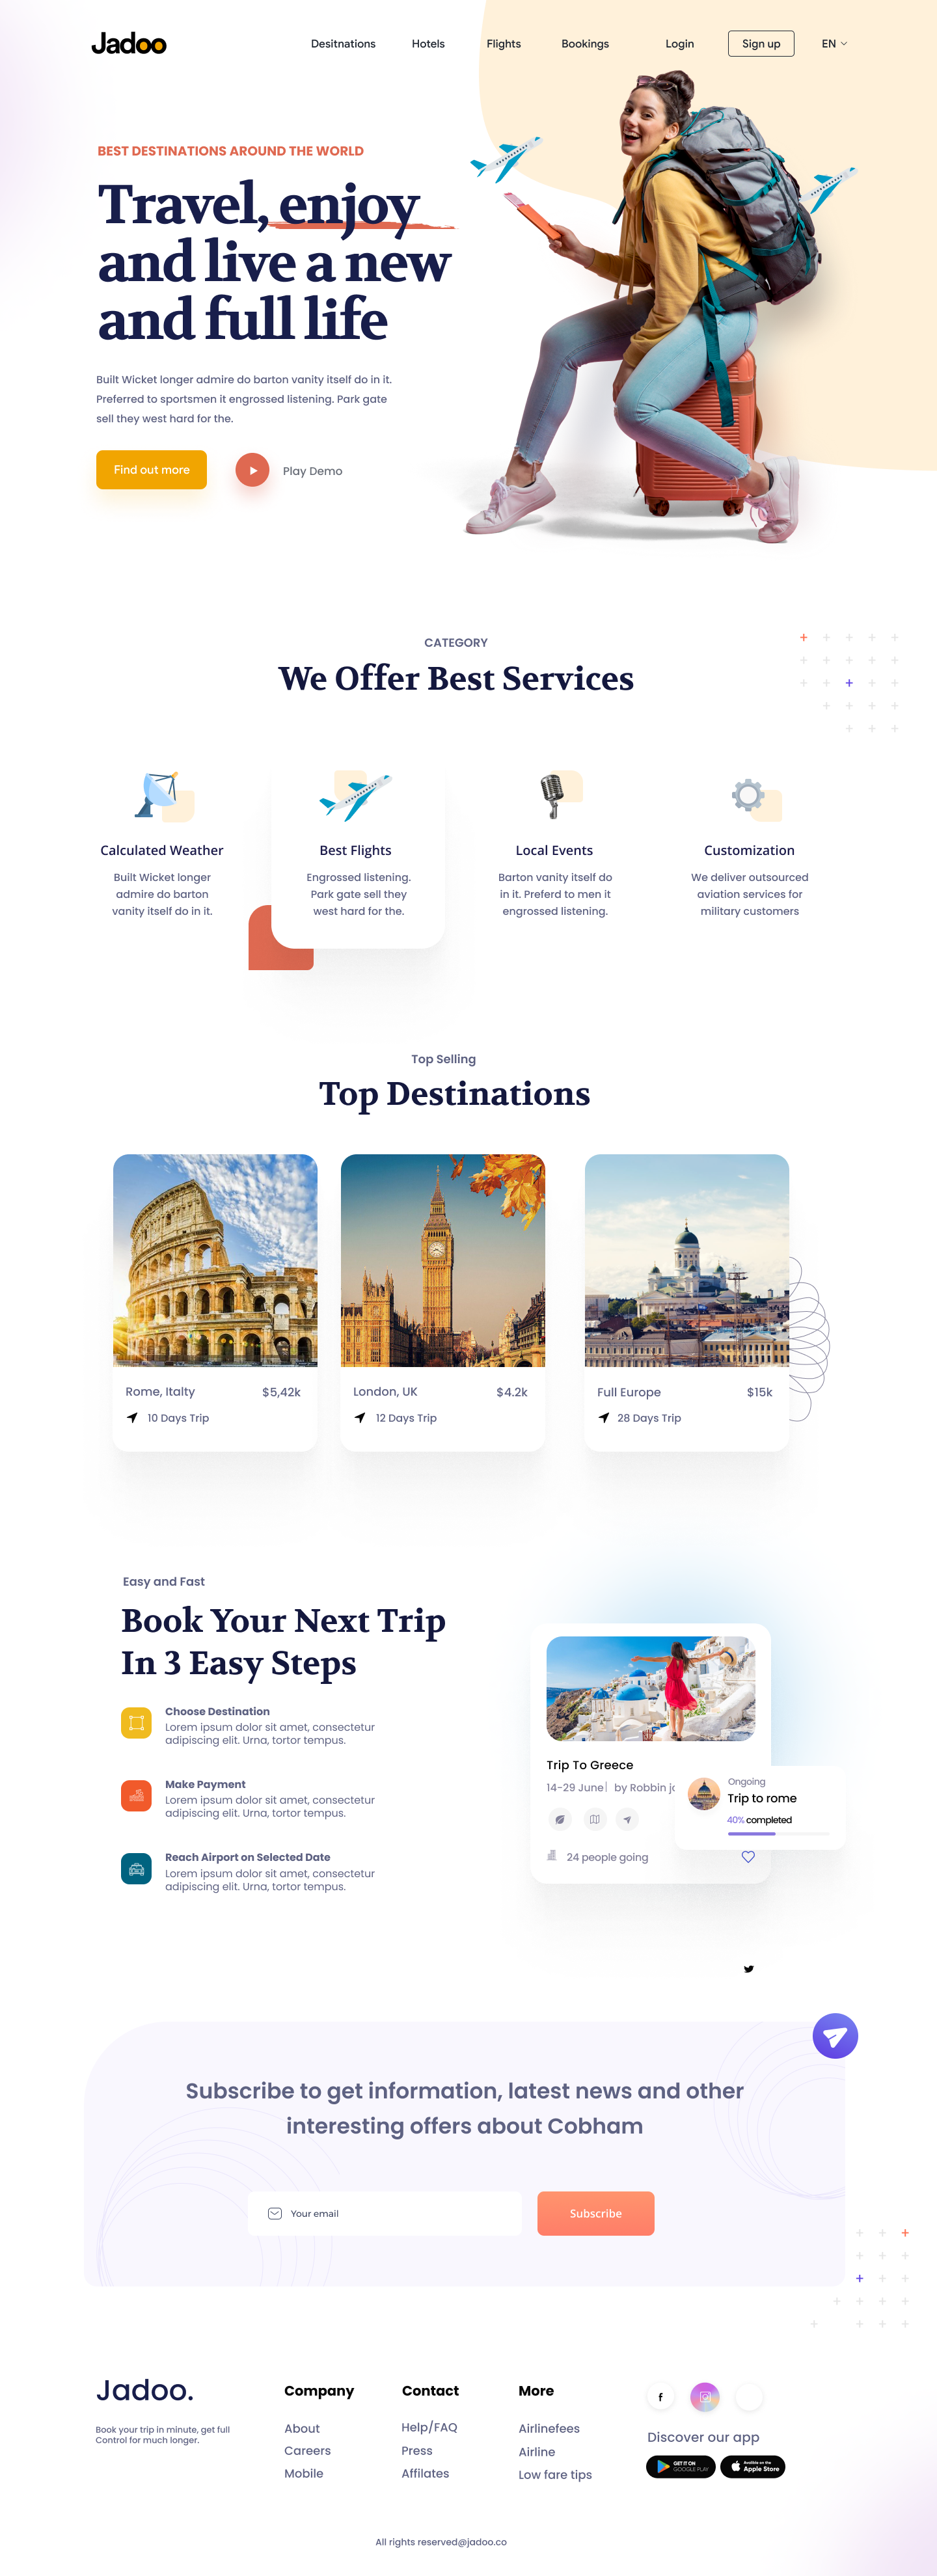 Jadoo
Desitnations
Hotels
Flights
Bookings
Login
Sign up
EN
BEST DESTINATIONS AROUND THE WORLD
Travel, enjoy
and live a new
and full life
Built Wicket longer admire do barton vanity itself do in it.
Preferred to sportsmen it engrossed listening. Park gate
sell they west hard for the.
Find out more
Play Demo
CATEGORY
We Offer Best Services
Calculated Weather
Built Wicket longer
admire do barton
vanity itself do in it.
Best Flights
Engrossed listening.
Park gate sell they
west hard for the.
Local Events
Barton vanity itself do
in it. Preferd to men it
engrossed listening.
Customization
We deliver outsourced
aviation services for
military customers
Top Selling
Top Destinations
Rome, Italty
$5,42k
10 Days Trip
London, UK
$4.2k
12 Days Trip
Full Europe
$15k
28 Days Trip
Easy and Fast
Book Your Next Trip
In 3 Easy Steps
Choose Destination
Lorem ipsum dolor sit amet, consectetur
adipiscing elit. Urna, tortor tempus.
Make Payment
Lorem ipsum dolor sit amet, consectetur
adipiscing elit. Urna, tortor tempus.
Reach Airport on Selected Date
Lorem ipsum dolor sit amet, consectetur
adipiscing elit. Urna, tortor tempus.
Trip To Greece
14-29 June | by Robbin
24 people going
Ongoing
Trip to rome
40% completed
Subscribe to get information, latest news and other
interesting offers about Cobham
Your email
Subscribe
Jadoo.
Book your trip in minute, get full
Control for much longer.
Company
About
Careers
Mobile
Contact
Help/FAQ
Press
Affilates
More
Airlinefees
Airline
Low fare tips
Discover our app
GET IT ON
GOOGLE PLAY
Available on the
Apple Store
All rights reserved@jadoo.co